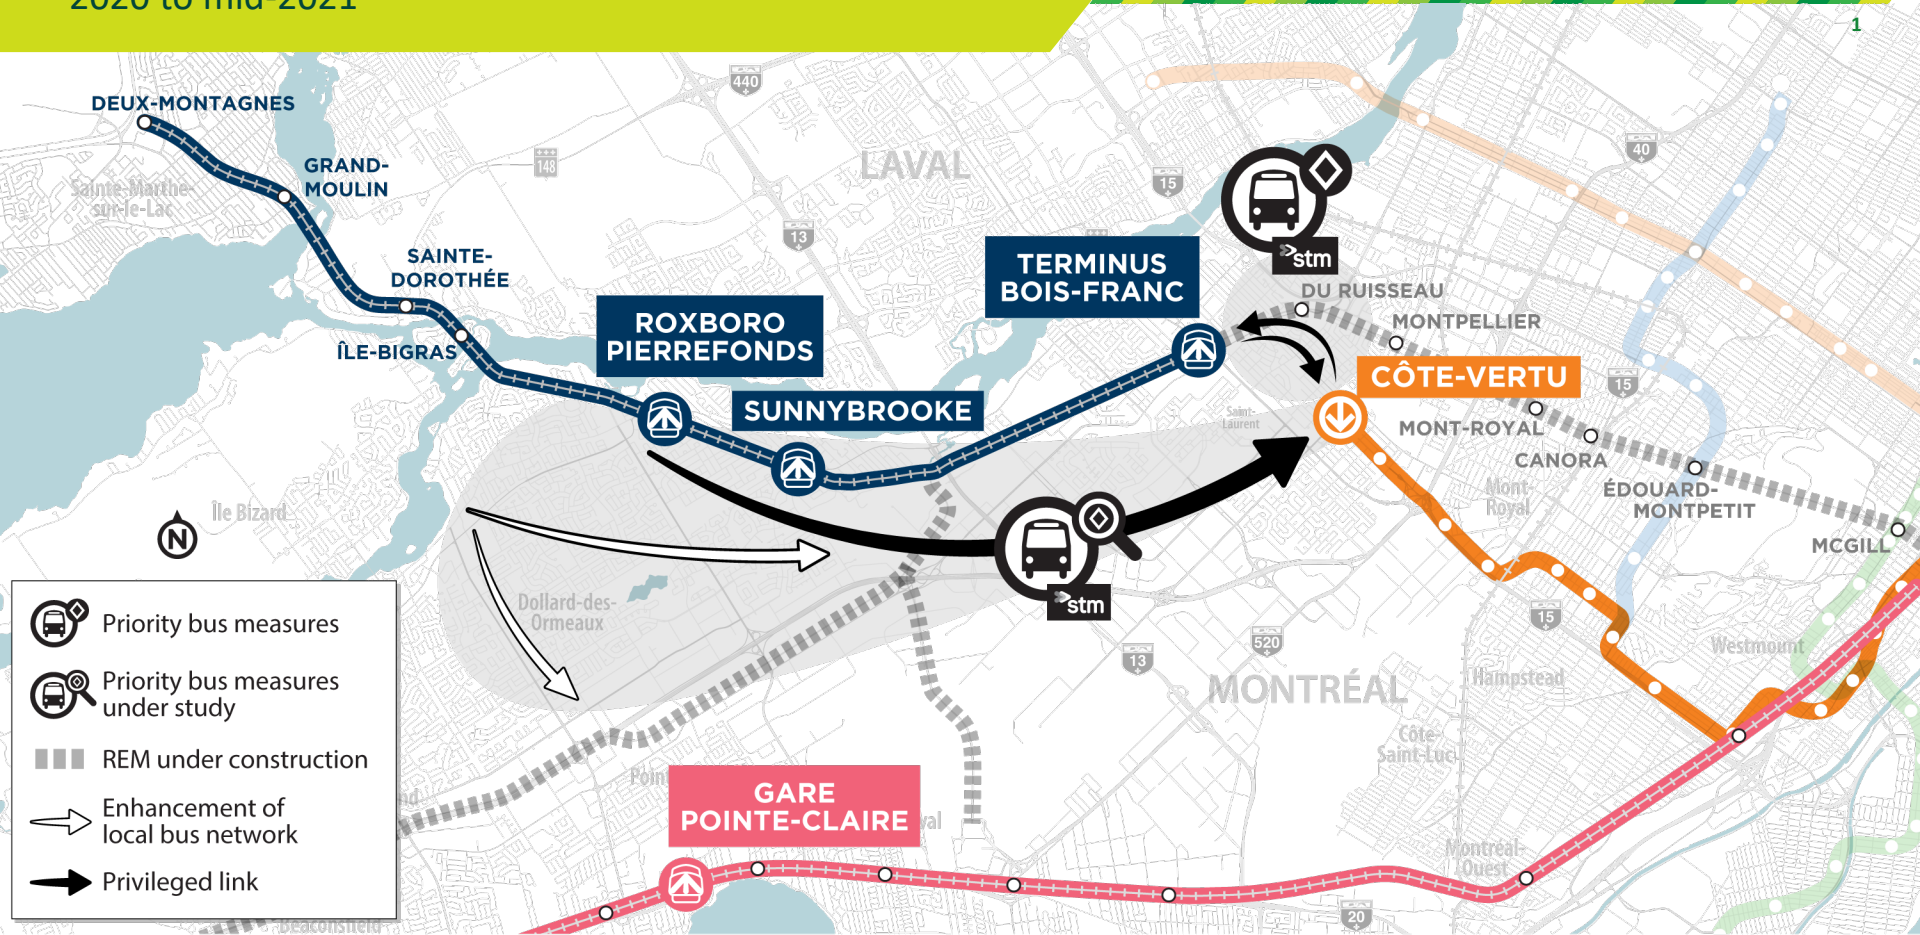 2020 to mid-2021
1
440
DEUX-MONTAGNES
GRAND-
MOULIN
148
LAVAL
15
40
Sainte-Marthe-
sur-le-Lac
13
stm
SAINTE-
DOROTHÉE
TERMINUS
BOIS-FRANC
DU RUISSEAU
MONTPELLIER
ROXBORO
PIERREFONDS
ÎLE-BIGRAS
CÔTE-VERTU
15
SUNNYBROOKE
Saint-
Laurent
MONT-ROYAL
CANORA
ÉDOUARD-
MONTPETIT
Mont-
Royal
MCGILL
Île Bizard
N
Dollard-des-
Ormeaux
stm
15
520
13
Westmount
Hampstead
MONTRÉAL
Côte-
Saint-Luc
Priority bus measures
Priority bus measures
under study
REM under construction
Enhancement of
local bus network
Privileged link
GARE
POINTE-CLAIRE
Montréal-
Ouest
20
Beaconsfield